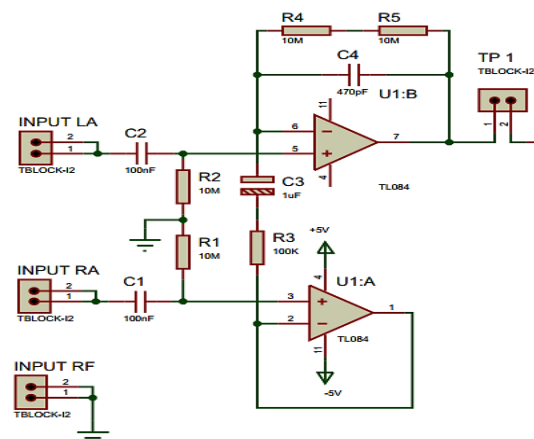 R4
R5
10M
10M
C4
470pF
TP 1
TBLOCK-I2
1
2
U1:B
11
6
7
5
4
TL084
INPUT LA
2
1
TBLOCK-I2
C2
100nF
R2
10M
C3
1uF
R1
10M
R3
100K
+5V
INPUT RA
2
1
TBLOCK-I2
C1
100nF
4
U1:A
3
1
2
11
TL084
-5V
INPUT RF
2
1
TBLOCK-I2